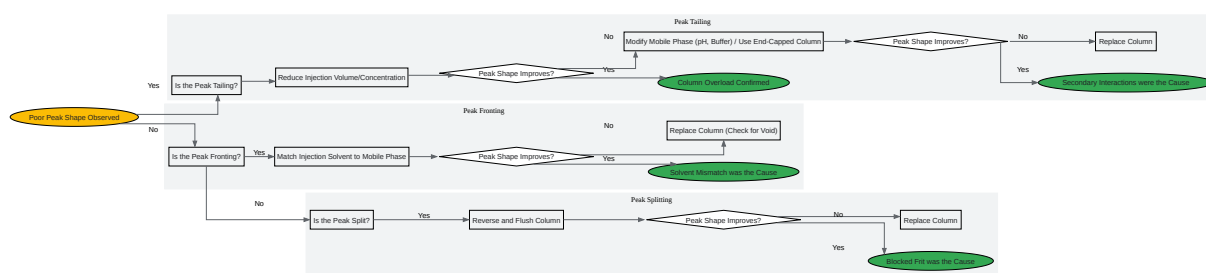 Peak Tailing
No
Modify Mobile Phase (pH, Buffer) / Use End-Capped Column
Peak Shape Improves?
No
Replace Column
Yes
Is the Peak Tailing?
Reduce Injection Volume/Concentration
Peak Shape Improves?
Yes
Column Overload Confirmed
Yes
Secondary Interactions were the Cause
Poor Peak Shape Observed
No
Peak Fronting
Is the Peak Fronting?
Yes
Match Injection Solvent to Mobile Phase
Peak Shape Improves?
No
Replace Column (Check for Void)
Yes
Solvent Mismatch was the Cause
No
Peak Splitting
Is the Peak Split?
Yes
Reverse and Flush Column
Peak Shape Improves?
No
Replace Column
Yes
Blocked Frit was the Cause